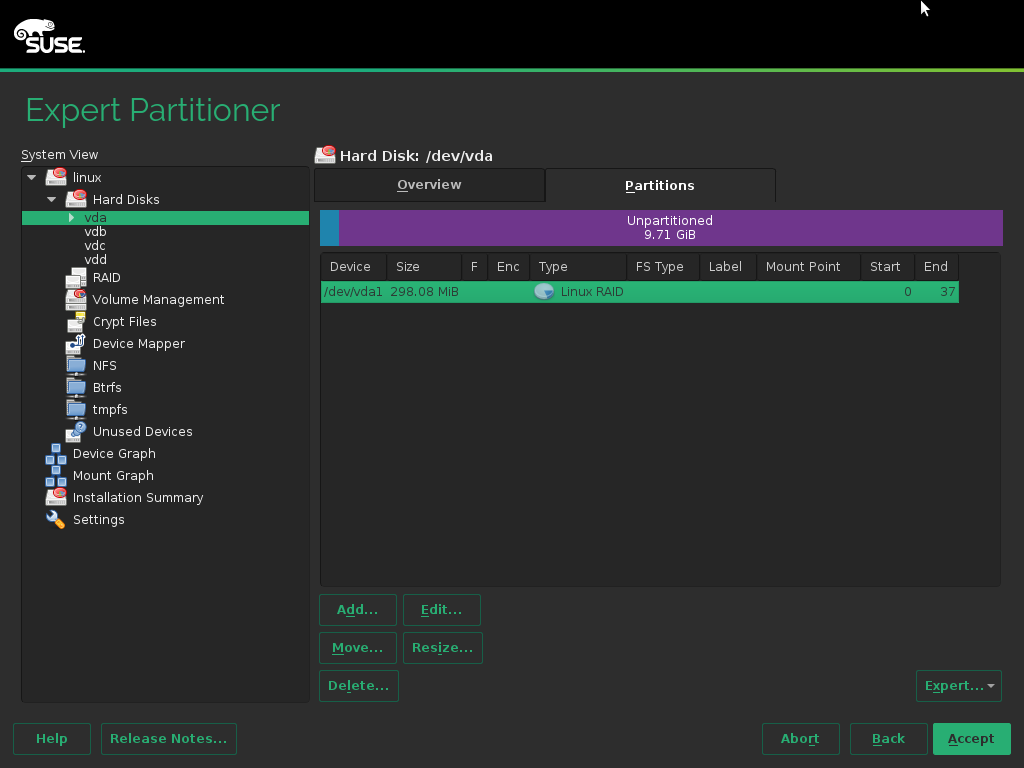 SUSE.
Expert Partitioner
System View
linux
Hard Disks
vda
vdb
vdc
vdd
RAID
Volume Management
Crypt Files
Device Mapper
NFS
Btrfs
tmpfs
Unused Devices
Device Graph
Mount Graph
Installation Summary
Settings
Hard Disk: /dev/vda
Overview Partitions
Unpartitioned
9.71 GiB
Device Size F Enc Type FS Type Label Mount Point Start End
/dev/vda1 298.08 MiB Linux RAID 0 37
Add... Edit...
Move... Resize...
Delete... Expert...
Help Release Notes... Abort Back Accept